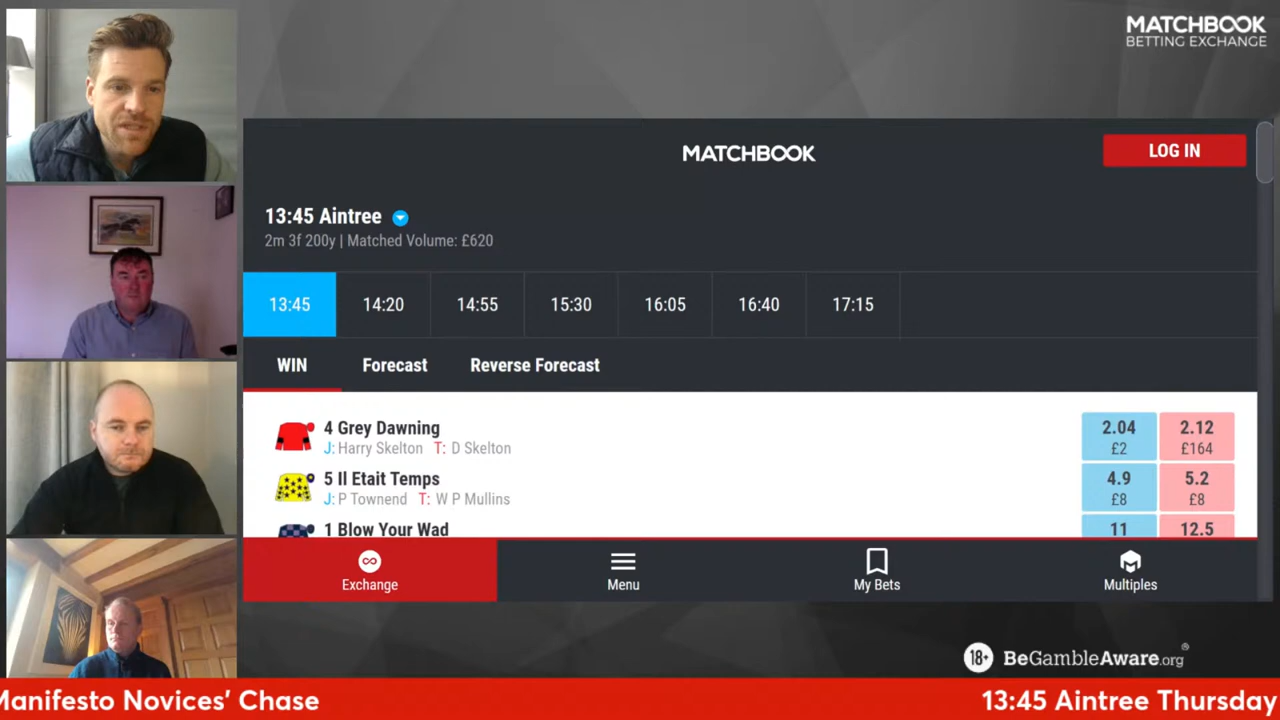 MATCHBOOK
BETTING EXCHANGE
MATCHBOOK
LOG IN
13:45 Aintree
2m 3f 200y | Matched Volume: £620
13:45 14:20 14:55 15:30 16:05 16:40 17:15
WIN Forecast Reverse Forecast
4 Grey Dawning 2.04 2.12
J: Harry Skelton T: D Skelton £2 £164
5 Il Etait Temps 4.9 5.2
J: P Townend T: W P Mullins £8 £8
1 Blow Your Wad 11 12.5
Exchange Menu My Bets Multiples
18+ BeGambleAware.org®
Manifesto Novices' Chase 13:45 Aintree Thursday